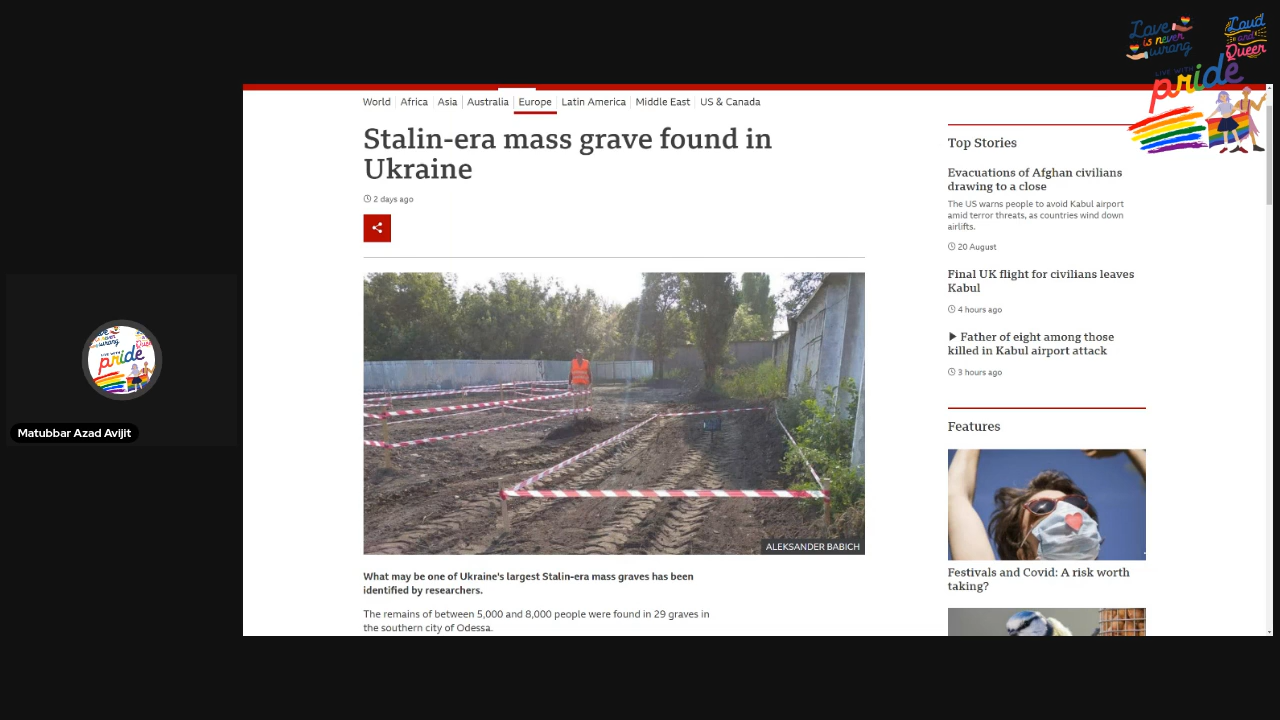 Love
is never
wrong
Loud
and
Queer
LIVE WITH
pride
World Africa Asia Australia Europe Latin America Middle East US & Canada
Stalin-era mass grave found in
Ukraine
2 days ago
ALEKSANDER BABICH
What may be one of Ukraine's largest Stalin-era mass graves has been
identified by researchers.
The remains of between 5,000 and 8,000 people were found in 29 graves in
the southern city of Odessa.
Top Stories
Evacuations of Afghan civilians
drawing to a close
The US warns people to avoid Kabul airport
amid terror threats, as countries wind down
airlifts.
20 August
Final UK flight for civilians leaves
Kabul
4 hours ago
Father of eight among those
killed in Kabul airport attack
3 hours ago
Features
Festivals and Covid: A risk worth
taking?
pride
Matubbar Azad Avijit